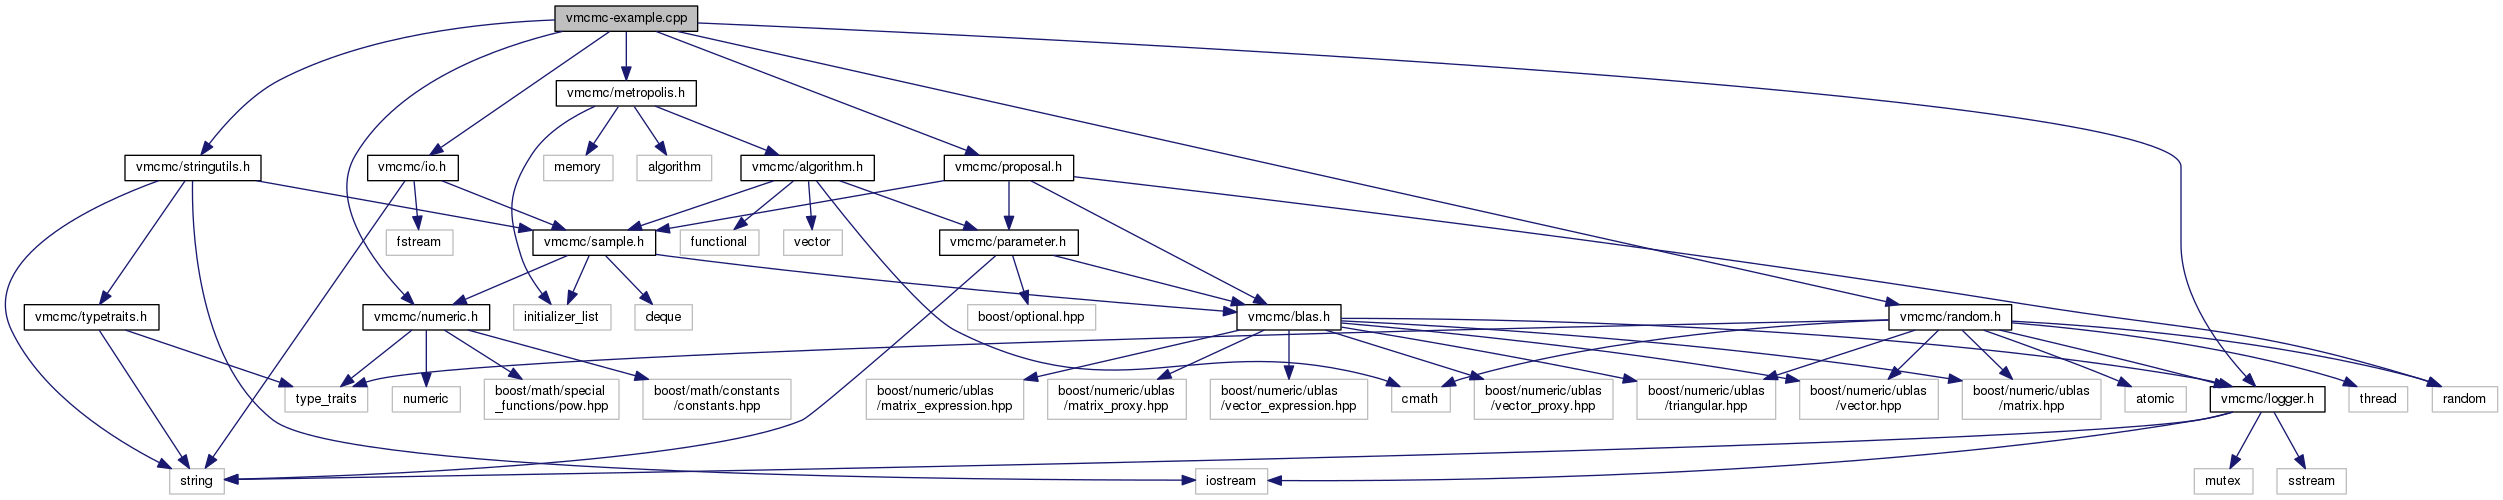 vmcmc-example.cpp
vmcmc/metropolis.h
vmcmc/stringutils.h
vmcmc/io.h
memory
algorithm
vmcmc/algorithm.h
vmcmc/proposal.h
fstream
vmcmc/sample.h
functional
vector
vmcmc/parameter.h
vmcmc/typetraits.h
vmcmc/numeric.h
initializer_list
deque
boost/optional.hpp
vmcmc/blas.h
vmcmc/random.h
type_traits
numeric
boost/math/special
_functions/pow.hpp
boost/math/constants
/constants.hpp
boost/numeric/ublas
/matrix_expression.hpp
boost/numeric/ublas
/matrix_proxy.hpp
boost/numeric/ublas
/vector_expression.hpp
cmath
boost/numeric/ublas
/vector_proxy.hpp
boost/numeric/ublas
/triangular.hpp
boost/numeric/ublas
/vector.hpp
boost/numeric/ublas
/matrix.hpp
atomic
vmcmc/logger.h
thread
random
string
iostream
mutex
sstream